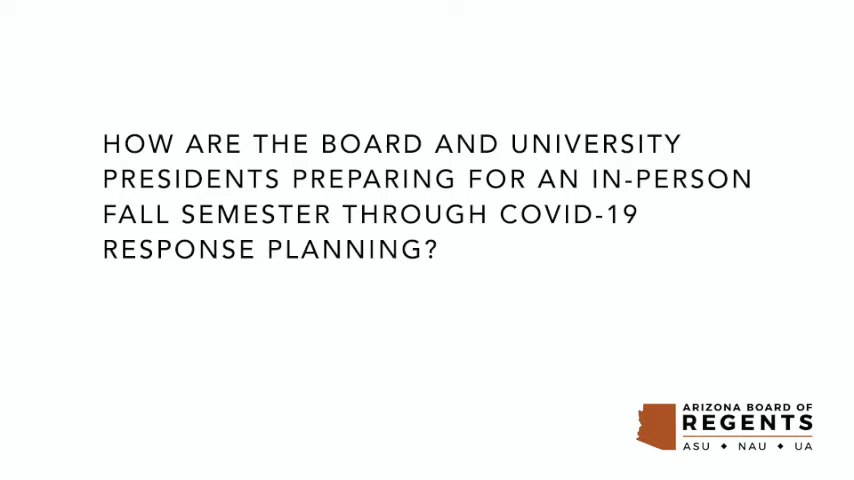 HOW ARE THE BOARD AND UNIVERSITY
PRESIDENTS PREPARING FOR AN IN-PERSON
FALL SEMESTER THROUGH COVID-19
RESPONSE PLANNING?
ARIZONA BOARD OF
REGENTS
ASU ◆ NAU ◆ UA